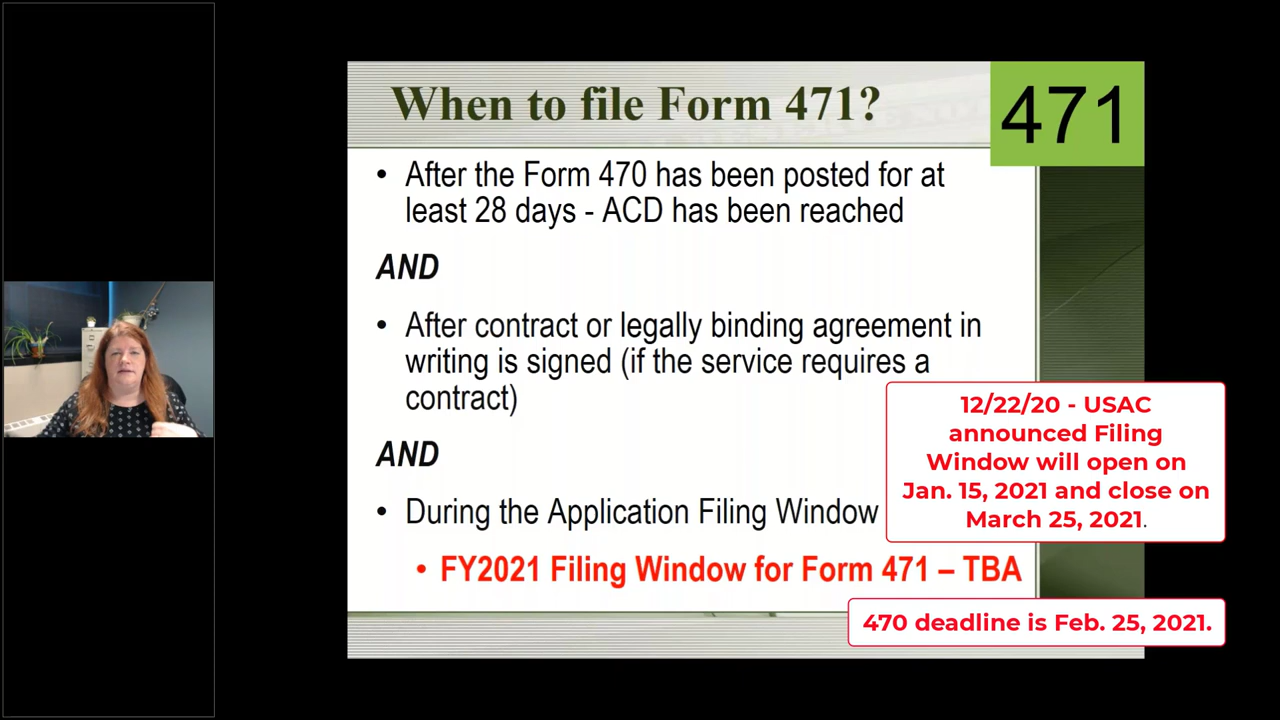 When to file Form 471?
471
• After the Form 470 has been posted for at
least 28 days - ACD has been reached
AND
• After contract or legally binding agreement in
writing is signed (if the service requires a
contract)
AND
• During the Application Filing Window
• FY2021 Filing Window for Form 471 – TBA
12/22/20 - USAC
announced Filing
Window will open on
Jan. 15, 2021 and close on
March 25, 2021.
470 deadline is Feb. 25, 2021.